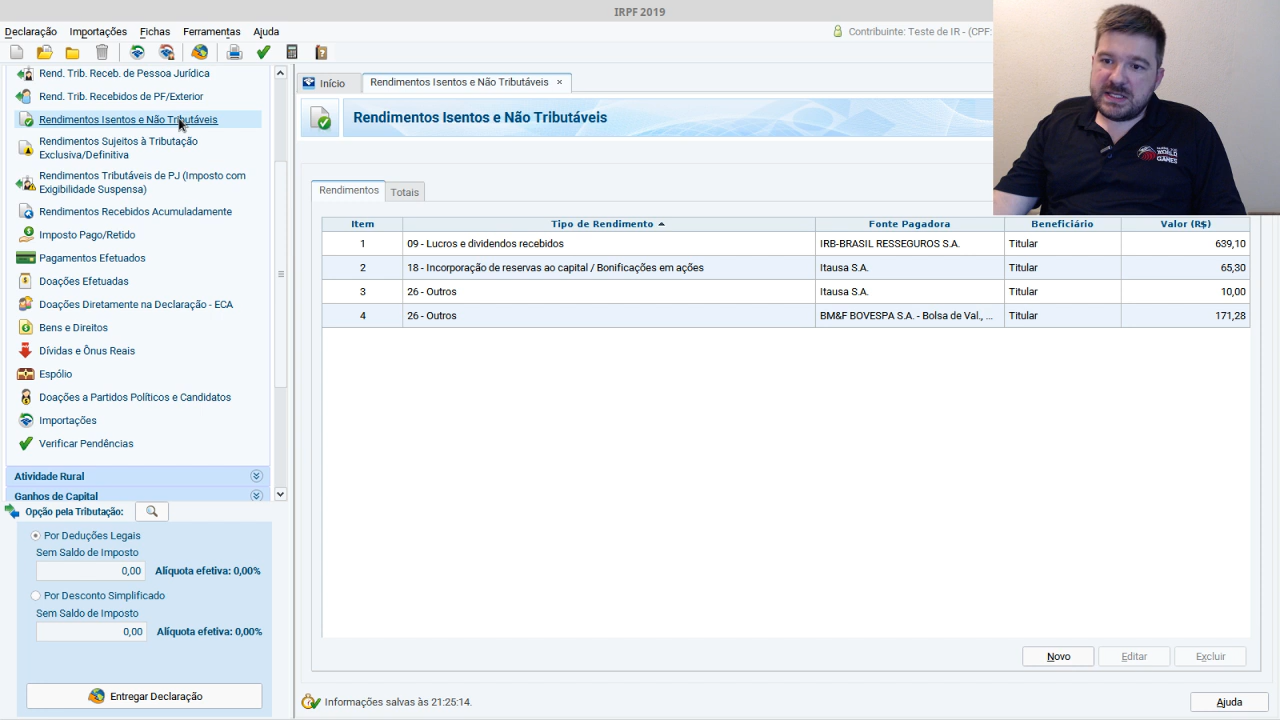 IRPF 2019
Declaração Importações Fichas Ferramentas Ajuda
Contribuinte: Teste de IR - (CPF:
Rend. Trib. Receb. de Pessoa Jurídica
Rend. Trib. Recebidos de PF/Exterior
Rendimentos Isentos e Não Tributáveis
Rendimentos Sujeitos à Tributação
Exclusiva/Definitiva
Rendimentos Tributáveis de PJ (Imposto com
Exigibilidade Suspensa)
Rendimentos Recebidos Acumuladamente
Imposto Pago/Retido
Pagamentos Efetuados
Doações Efetuadas
Doações Diretamente na Declaração - ECA
Bens e Direitos
Dívidas e Ônus Reais
Espólio
Doações a Partidos Políticos e Candidatos
Importações
Verificar Pendências
Atividade Rural
Ganhos de Capital
Opção pela Tributação:
Por Deduções Legais
Sem Saldo de Imposto
0,00 Alíquota efetiva: 0,00%
Por Desconto Simplificado
Sem Saldo de Imposto
0,00 Alíquota efetiva: 0,00%
Entregar Declaração
Início Rendimentos Isentos e Não Tributáveis ×
Rendimentos Isentos e Não Tributáveis
Rendimentos Totais
Item Tipo de Rendimento Fonte Pagadora Beneficiário Valor (R$)
1 09 - Lucros e dividendos recebidos IRB-BRASIL RESSEGUROS S.A. Titular 639,10
2 18 - Incorporação de reservas ao capital / Bonificações em ações Itausa S.A. Titular 65,30
3 26 - Outros Itausa S.A. Titular 10,00
4 26 - Outros BM&F BOVESPA S.A. - Bolsa de Val., ... Titular 171,28
Novo Editar Excluir
Informações salvas às 21:25:14.
Ajuda
WORLD
GAMES